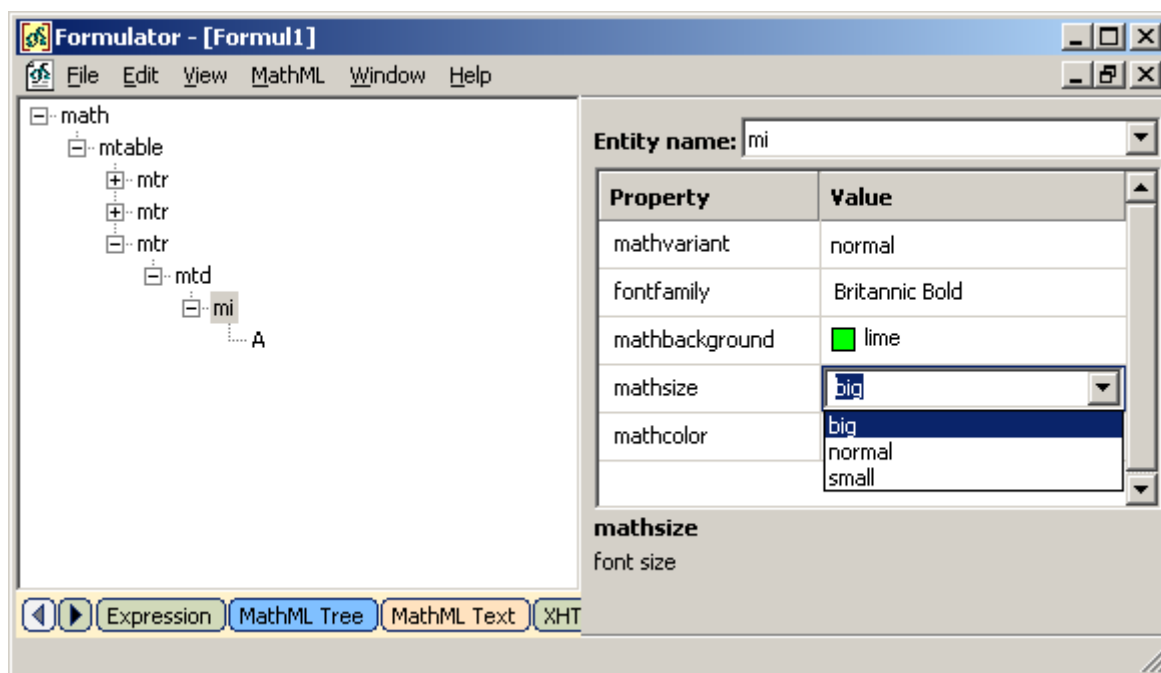 Formulator - [Formul1]
File Edit View MathML Window Help
math
mtable
mtr
mtr
mtr
mtd
mi
A
Entity name: mi
Property Value
mathvariant normal
fontfamily Britannic Bold
mathbackground lime
mathsize big
mathcolor
big
normal
small
mathsize
font size
Expression MathML Tree MathML Text XHT